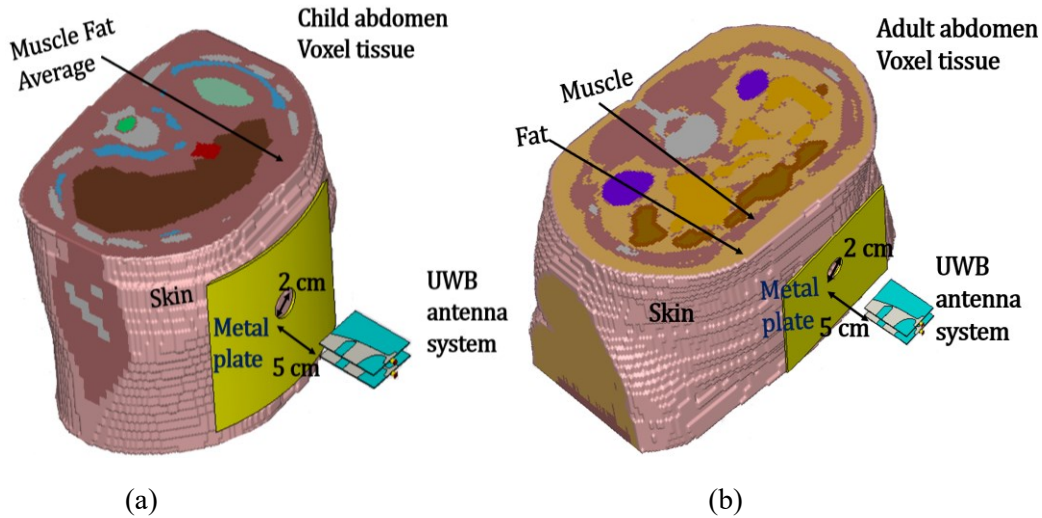 Child abdomen
Voxel tissue
Muscle Fat
Average
Skin
2 cm
Metal
plate
5 cm
UWB
antenna
system
(a)
Adult abdomen
Voxel tissue
Muscle
Fat
Skin
2 cm
Metal
plate
5 cm
UWB
antenna
system
(b)